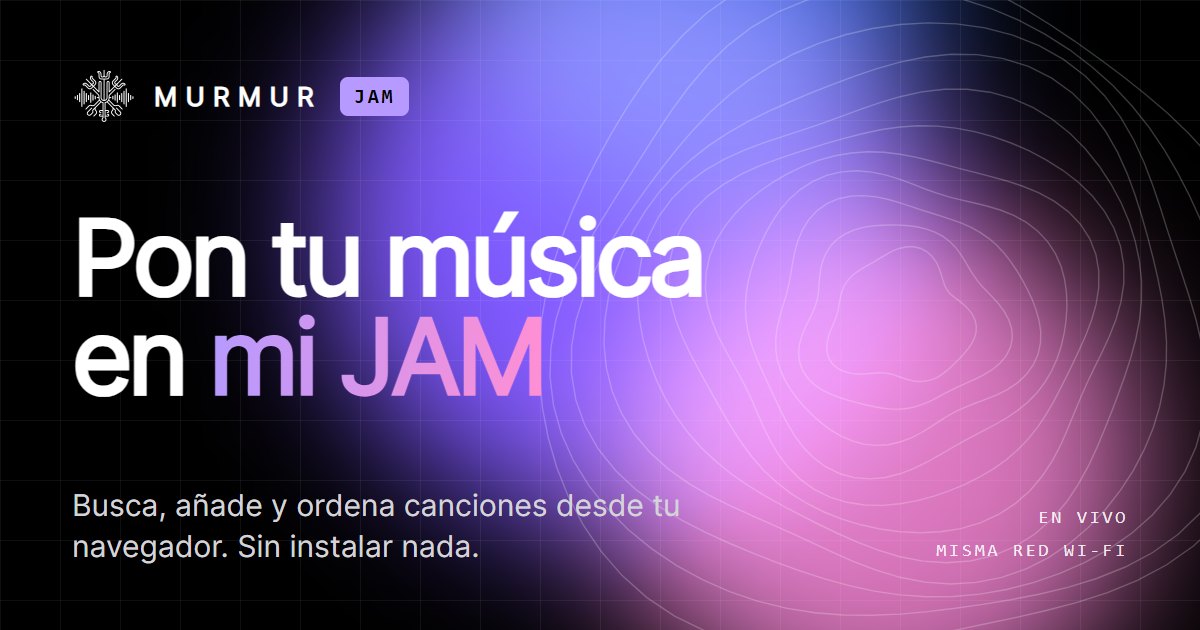 MURMUR JAM
Pon tu música
en mi JAM
Busca, añade y ordena canciones desde tu
navegador. Sin instalar nada.
EN VIVO
MISMA RED WI-FI